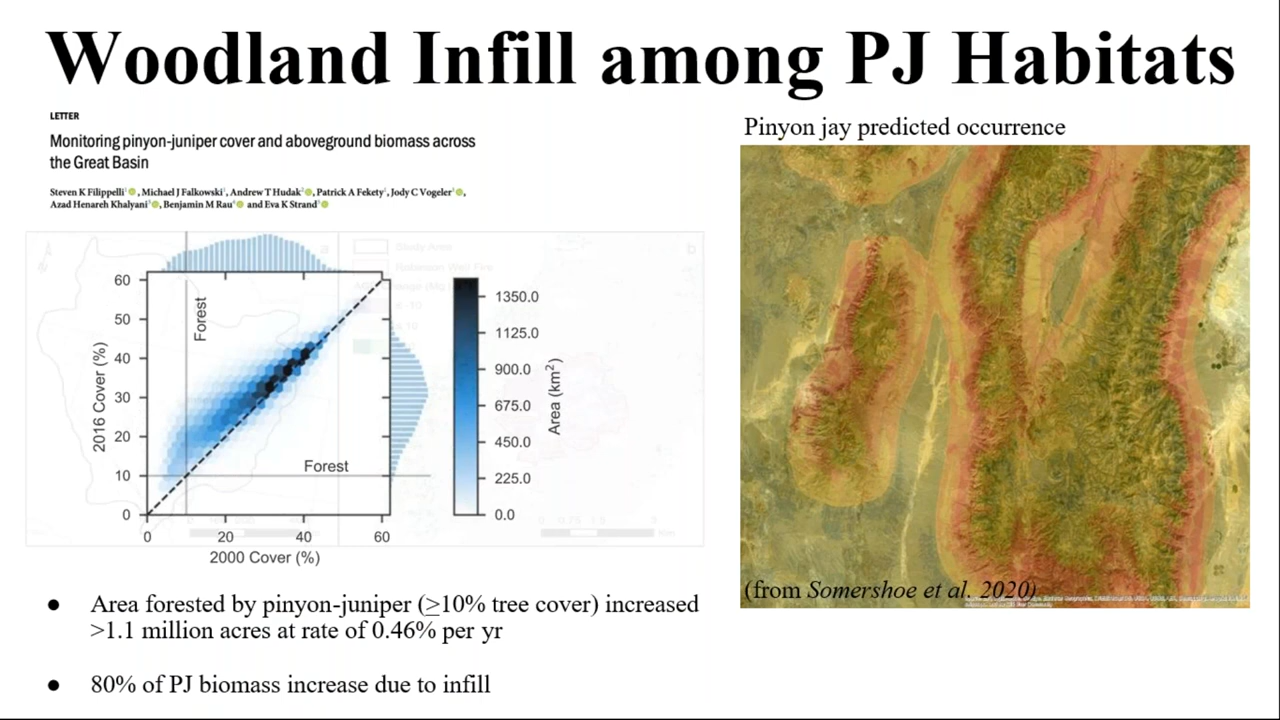 Woodland Infill among PJ Habitats
LETTER
Monitoring pinyon-juniper cover and aboveground biomass across
the Great Basin
Steven K Filippelli, Michael J Falkowski, Andrew T Hudak, Patrick A Fekety, Jody C Vogeler,
Azad Henareh Khalyani, Benjamin M Rau and Eva K Strand
Pinyon jay predicted occurrence
Study Area
60
50
40
30
20
10
0
2016 Cover (%)
Forest
Forest
0
20
40
60
2000 Cover (%)
1350.0
1125.0
900.0
675.0
450.0
225.0
0.0
Area (km²)
(from Somershoe et al. 2020)
● Area forested by pinyon-juniper (≥10% tree cover) increased
>1.1 million acres at rate of 0.46% per yr
● 80% of PJ biomass increase due to infill